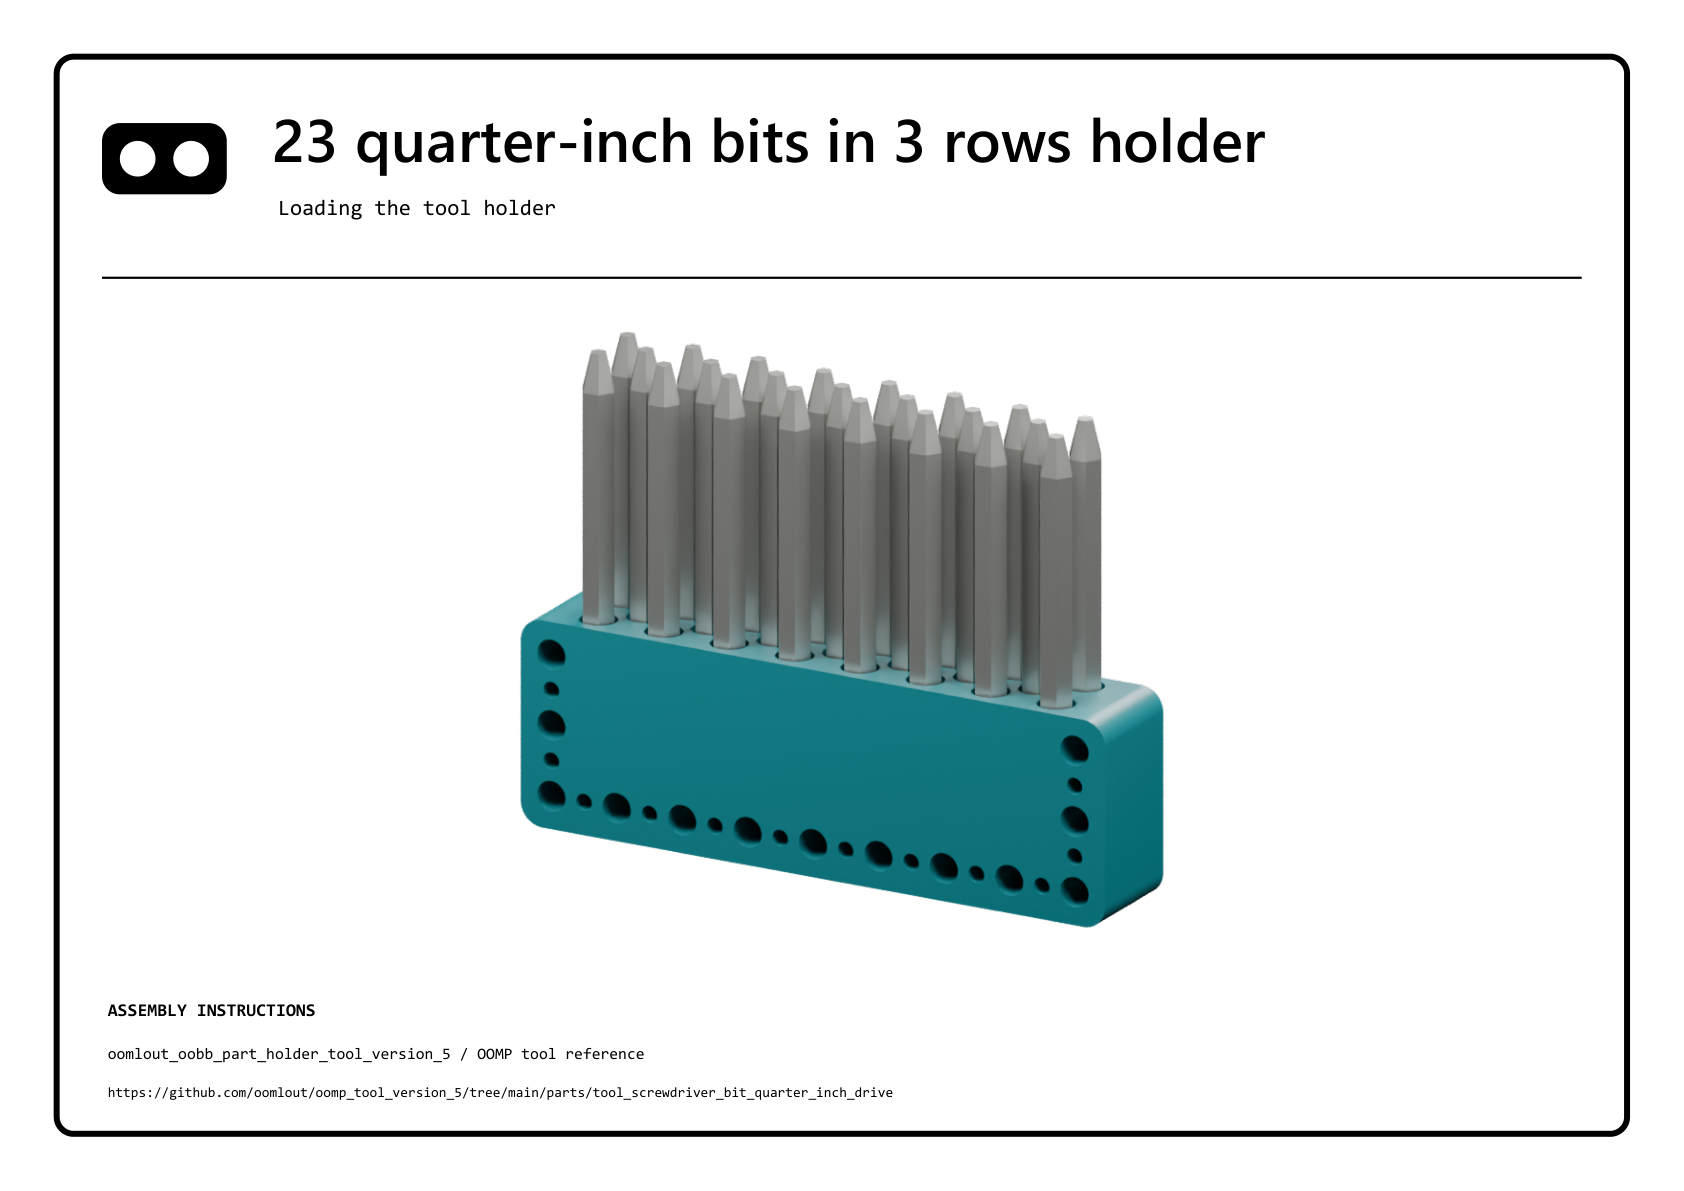 23 quarter-inch bits in 3 rows holder
Loading the tool holder
ASSEMBLY INSTRUCTIONS
oomlout_oobb_part_holder_tool_version_5 / OOMP tool reference
https://github.com/oomlout/oomp_tool_version_5/tree/main/parts/tool_screwdriver_bit_quarter_inch_drive